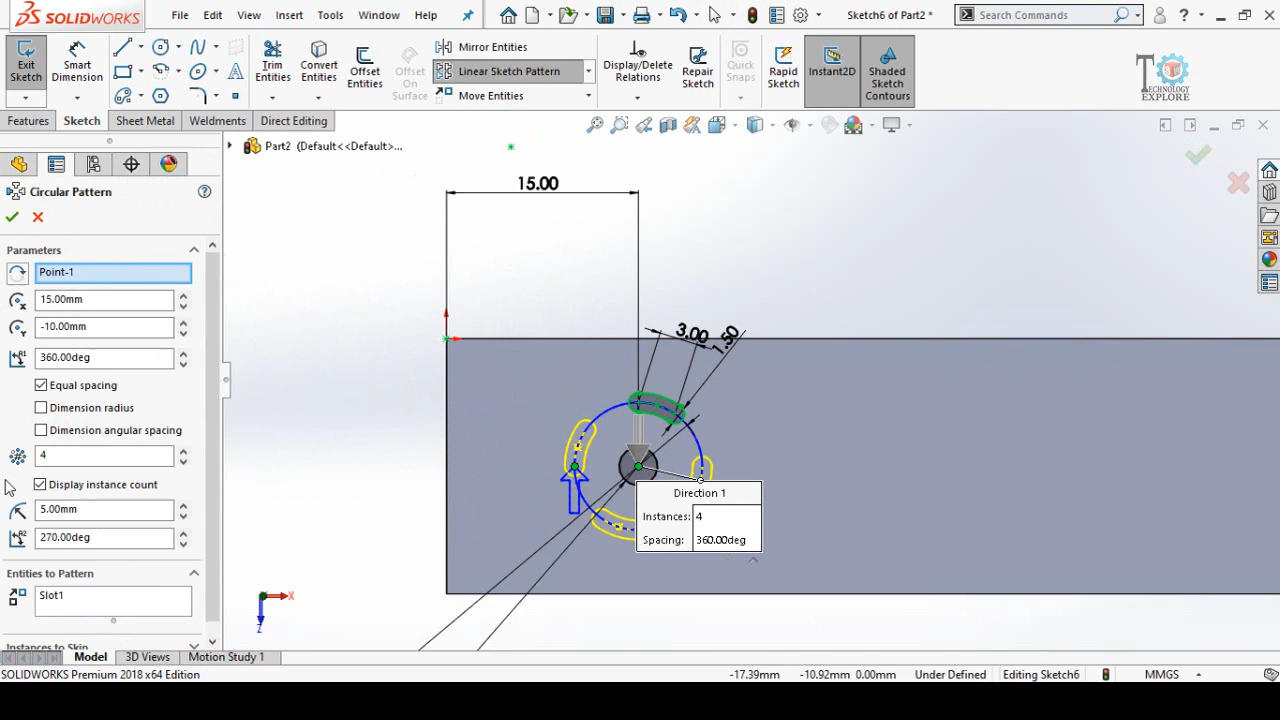 SOLIDWORKS File Edit View Insert Tools Window Help Sketch6 of Part2 * Search Commands ?
Exit Sketch
Smart Dimension
Trim Entities
Convert Entities
Offset Entities
Offset On Surface
Mirror Entities
Linear Sketch Pattern
Move Entities
Display/Delete Relations
Repair Sketch
Quick Snaps
Rapid Sketch
Instant2D
Shaded Sketch Contours
TECHNOLOGY
EXPLORE
Features Sketch Sheet Metal Weldments Direct Editing
Part2 (Default<<Default>...
Circular Pattern
Parameters
Point-1
15.00mm
-10.00mm
360.00deg
Equal spacing
Dimension radius
Dimension angular spacing
4
Display instance count
5.00mm
270.00deg
Entities to Pattern
Slot1
Instances to Skip
15.00
3.00
1.50
Direction 1
Instances: 4
Spacing: 360.00deg
X
Z
Model 3D Views Motion Study 1
SOLIDWORKS Premium 2018 x64 Edition -17.39mm -10.92mm 0.00mm Under Defined Editing Sketch6 MMGS